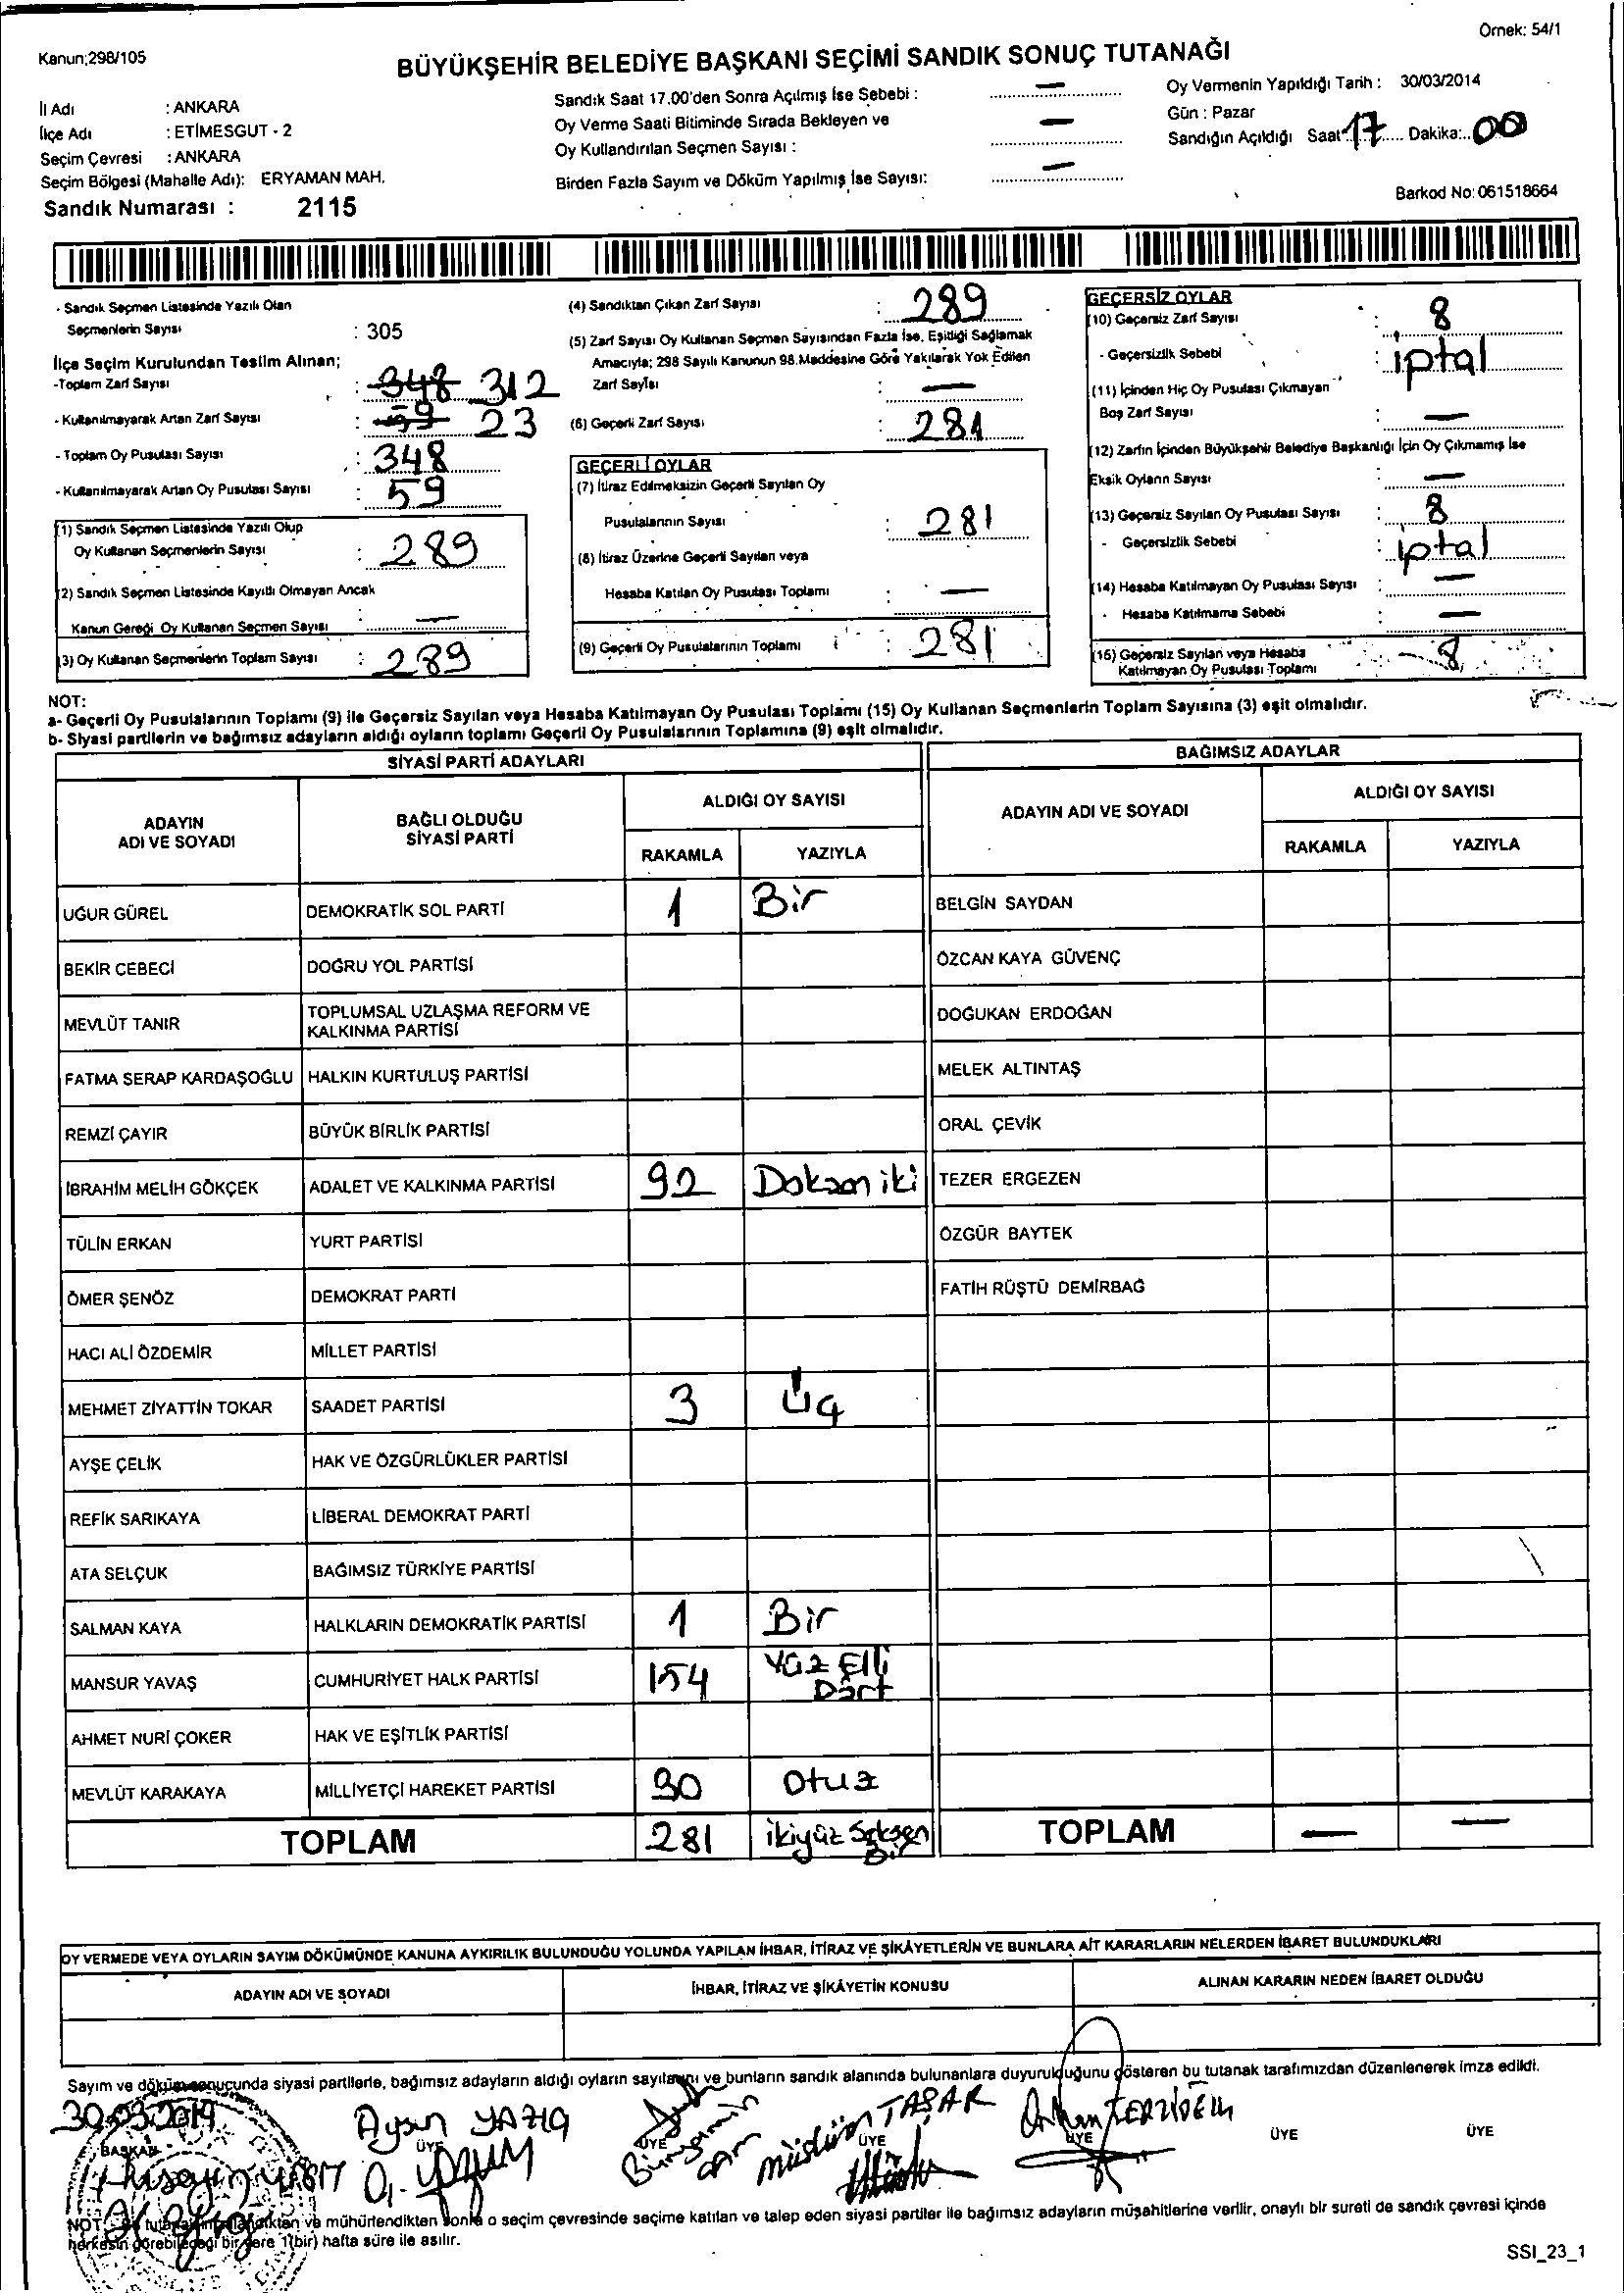 Örnek: 54/1
Kanun;298/105
BÜYÜKŞEHİR BELEDİYE BAŞKANI SEÇİMİ SANDIK SONUÇ TUTANAĞI
İl Adı : ANKARA
İlçe Adı : ETİMESGUT - 2
Seçim Çevresi : ANKARA
Seçim Bölgesi (Mahalle Adı): ERYAMAN MAH.
Sandık Numarası : 2115
Sandık Saat 17.00'den Sonra Açılmış İse Sebebi : —
Oy Verme Saati Bitiminde Sırada Bekleyen ve
Oy Kullandırılan Seçmen Sayısı : —
Birden Fazla Sayım ve Döküm Yapılmış İse Sayısı: —
Oy Vermenin Yapıldığı Tarih : 30/03/2014
Gün : Pazar
Sandığın Açıldığı Saat 17 Dakika: 00
Barkod No: 061518664
- Sandık Seçmen Listesinde Yazılı Olan
Seçmenlerin Sayısı : 305
İlçe Seçim Kurulundan Teslim Alınan;
-Toplam Zarf Sayısı : 348 312
- Kullanılmayarak Artan Zarf Sayısı : 59 23
- Toplam Oy Pusulası Sayısı : 348
- Kullanılmayarak Artan Oy Pusulası Sayısı : 59
(1) Sandık Seçmen Listesinde Yazılı Olup
Oy Kullanan Seçmenlerin Sayısı : 289
(2) Sandık Seçmen Listesinde Kayıtlı Olmayan Ancak
Kanun Gereği Oy Kullanan Seçmen Sayısı —
(3) Oy Kullanan Seçmenlerin Toplam Sayısı : 289
(4) Sandıktan Çıkan Zarf Sayısı : 289
(5) Zarf Sayısı Oy Kullanan Seçmen Sayısından Fazla İse, Eşitliği Sağlamak
Amacıyla; 298 Sayılı Kanunun 98.Maddesine Göre Yakılarak Yok Edilen
Zarf Sayısı : —
(6) Geçerli Zarf Sayısı : 281
GEÇERLİ OYLAR
(7) İtiraz Edilmeksizin Geçerli Sayılan Oy
Pusulalarının Sayısı : 281
(8) İtiraz Üzerine Geçerli Sayılan veya
Hesaba Katılan Oy Pusulası Toplamı : —
(9) Geçerli Oy Pusulalarının Toplamı : 281
GEÇERSİZ OYLAR
(10) Geçersiz Zarf Sayısı : 8
- Geçersizlik Sebebi : iptal
(11) İçinden Hiç Oy Pusulası Çıkmayan
Boş Zarf Sayısı : —
(12) Zarfın İçinden Büyükşehir Belediye Başkanlığı İçin Oy Çıkmamış İse
Eksik Oyların Sayısı : —
(13) Geçersiz Sayılan Oy Pusulası Sayısı : 8
- Geçersizlik Sebebi : iptal
(14) Hesaba Katılmayan Oy Pusulası Sayısı : —
- Hesaba Katılmama Sebebi : —
(15) Geçersiz Sayılan veya Hesaba
Katılmayan Oy Pusulası Toplamı 8
NOT:
a- Geçerli Oy Pusulalarının Toplamı (9) ile Geçersiz Sayılan veya Hesaba Katılmayan Oy Pusulası Toplamı (15) Oy Kullanan Seçmenlerin Toplam Sayısına (3) eşit olmalıdır.
b- Siyasi partilerin ve bağımsız adayların aldığı oyların toplamı Geçerli Oy Pusulalarının Toplamına (9) eşit olmalıdır.
SİYASİ PARTİ ADAYLARI
ADAYIN ADI VE SOYADI
BAĞLI OLDUĞU SİYASİ PARTİ
ALDIĞI OY SAYISI
RAKAMLA YAZIYLA
UĞUR GÜREL DEMOKRATİK SOL PARTİ 1 Bir
BEKİR CEBECİ DOĞRU YOL PARTİSİ
MEVLÜT TANIR TOPLUMSAL UZLAŞMA REFORM VE
KALKINMA PARTİSİ
FATMA SERAP KARDAŞOĞLU HALKIN KURTULUŞ PARTİSİ
REMZİ ÇAYIR BÜYÜK BİRLİK PARTİSİ
İBRAHİM MELİH GÖKÇEK ADALET VE KALKINMA PARTİSİ 92 Doksan iki
TÜLİN ERKAN YURT PARTİSİ
ÖMER ŞENÖZ DEMOKRAT PARTİ
HACI ALİ ÖZDEMİR MİLLET PARTİSİ
MEHMET ZİYATTİN TOKAR SAADET PARTİSİ 3 Üç
AYŞE ÇELİK HAK VE ÖZGÜRLÜKLER PARTİSİ
REFİK SARIKAYA LİBERAL DEMOKRAT PARTİ
ATA SELÇUK BAĞIMSIZ TÜRKİYE PARTİSİ
SALMAN KAYA HALKLARIN DEMOKRATİK PARTİSİ 1 Bir
MANSUR YAVAŞ CUMHURİYET HALK PARTİSİ 154 Yüz Elli Dört
AHMET NURİ ÇOKER HAK VE EŞİTLİK PARTİSİ
MEVLÜT KARAKAYA MİLLİYETÇİ HAREKET PARTİSİ 30 Otuz
TOPLAM 281 ikiyüz Seksen Bir
BAĞIMSIZ ADAYLAR
ADAYIN ADI VE SOYADI
ALDIĞI OY SAYISI
RAKAMLA YAZIYLA
BELGİN SAYDAN
ÖZCAN KAYA GÜVENÇ
DOĞUKAN ERDOĞAN
MELEK ALTINTAŞ
ORAL ÇEVİK
TEZER ERGEZEN
ÖZGÜR BAYTEK
FATİH RÜŞTÜ DEMİRBAĞ
TOPLAM — —
OY VERMEDE VEYA OYLARIN SAYIM DÖKÜMÜNDE KANUNA AYKIRILIK BULUNDUĞU YOLUNDA YAPILAN İHBAR, İTİRAZ VE ŞİKÂYETLERİN VE BUNLARA AİT KARARLARIN NELERDEN İBARET BULUNDUKLARI
ADAYIN ADI VE SOYADI
İHBAR, İTİRAZ VE ŞİKÂYETİN KONUSU
ALINAN KARARIN NEDEN İBARET OLDUĞU
Sayım ve döküm sonucunda siyasi partilerle, bağımsız adayların aldığı oyların sayılarını ve bunların sandık alanında bulunanlara duyurulduğunu gösteren bu tutanak tarafımızdan düzenlenerek imza edildi.
30.03.2014
BAŞKAN
ÜYE
ÜYE
Bünyamin
ÜYE
TAŞAR
ÜYE
ÜYE
ÜYE
NOT: Bu tutanak imzalandıktan ve mühürlendikten sonra o seçim çevresinde seçime katılan ve talep eden siyasi partiler ile bağımsız adayların müşahitlerine verilir, onaylı bir sureti de sandık çevresi içinde
herkesin görebileceği bir yere 1(bir) hafta süre ile asılır.
SSI_23_1